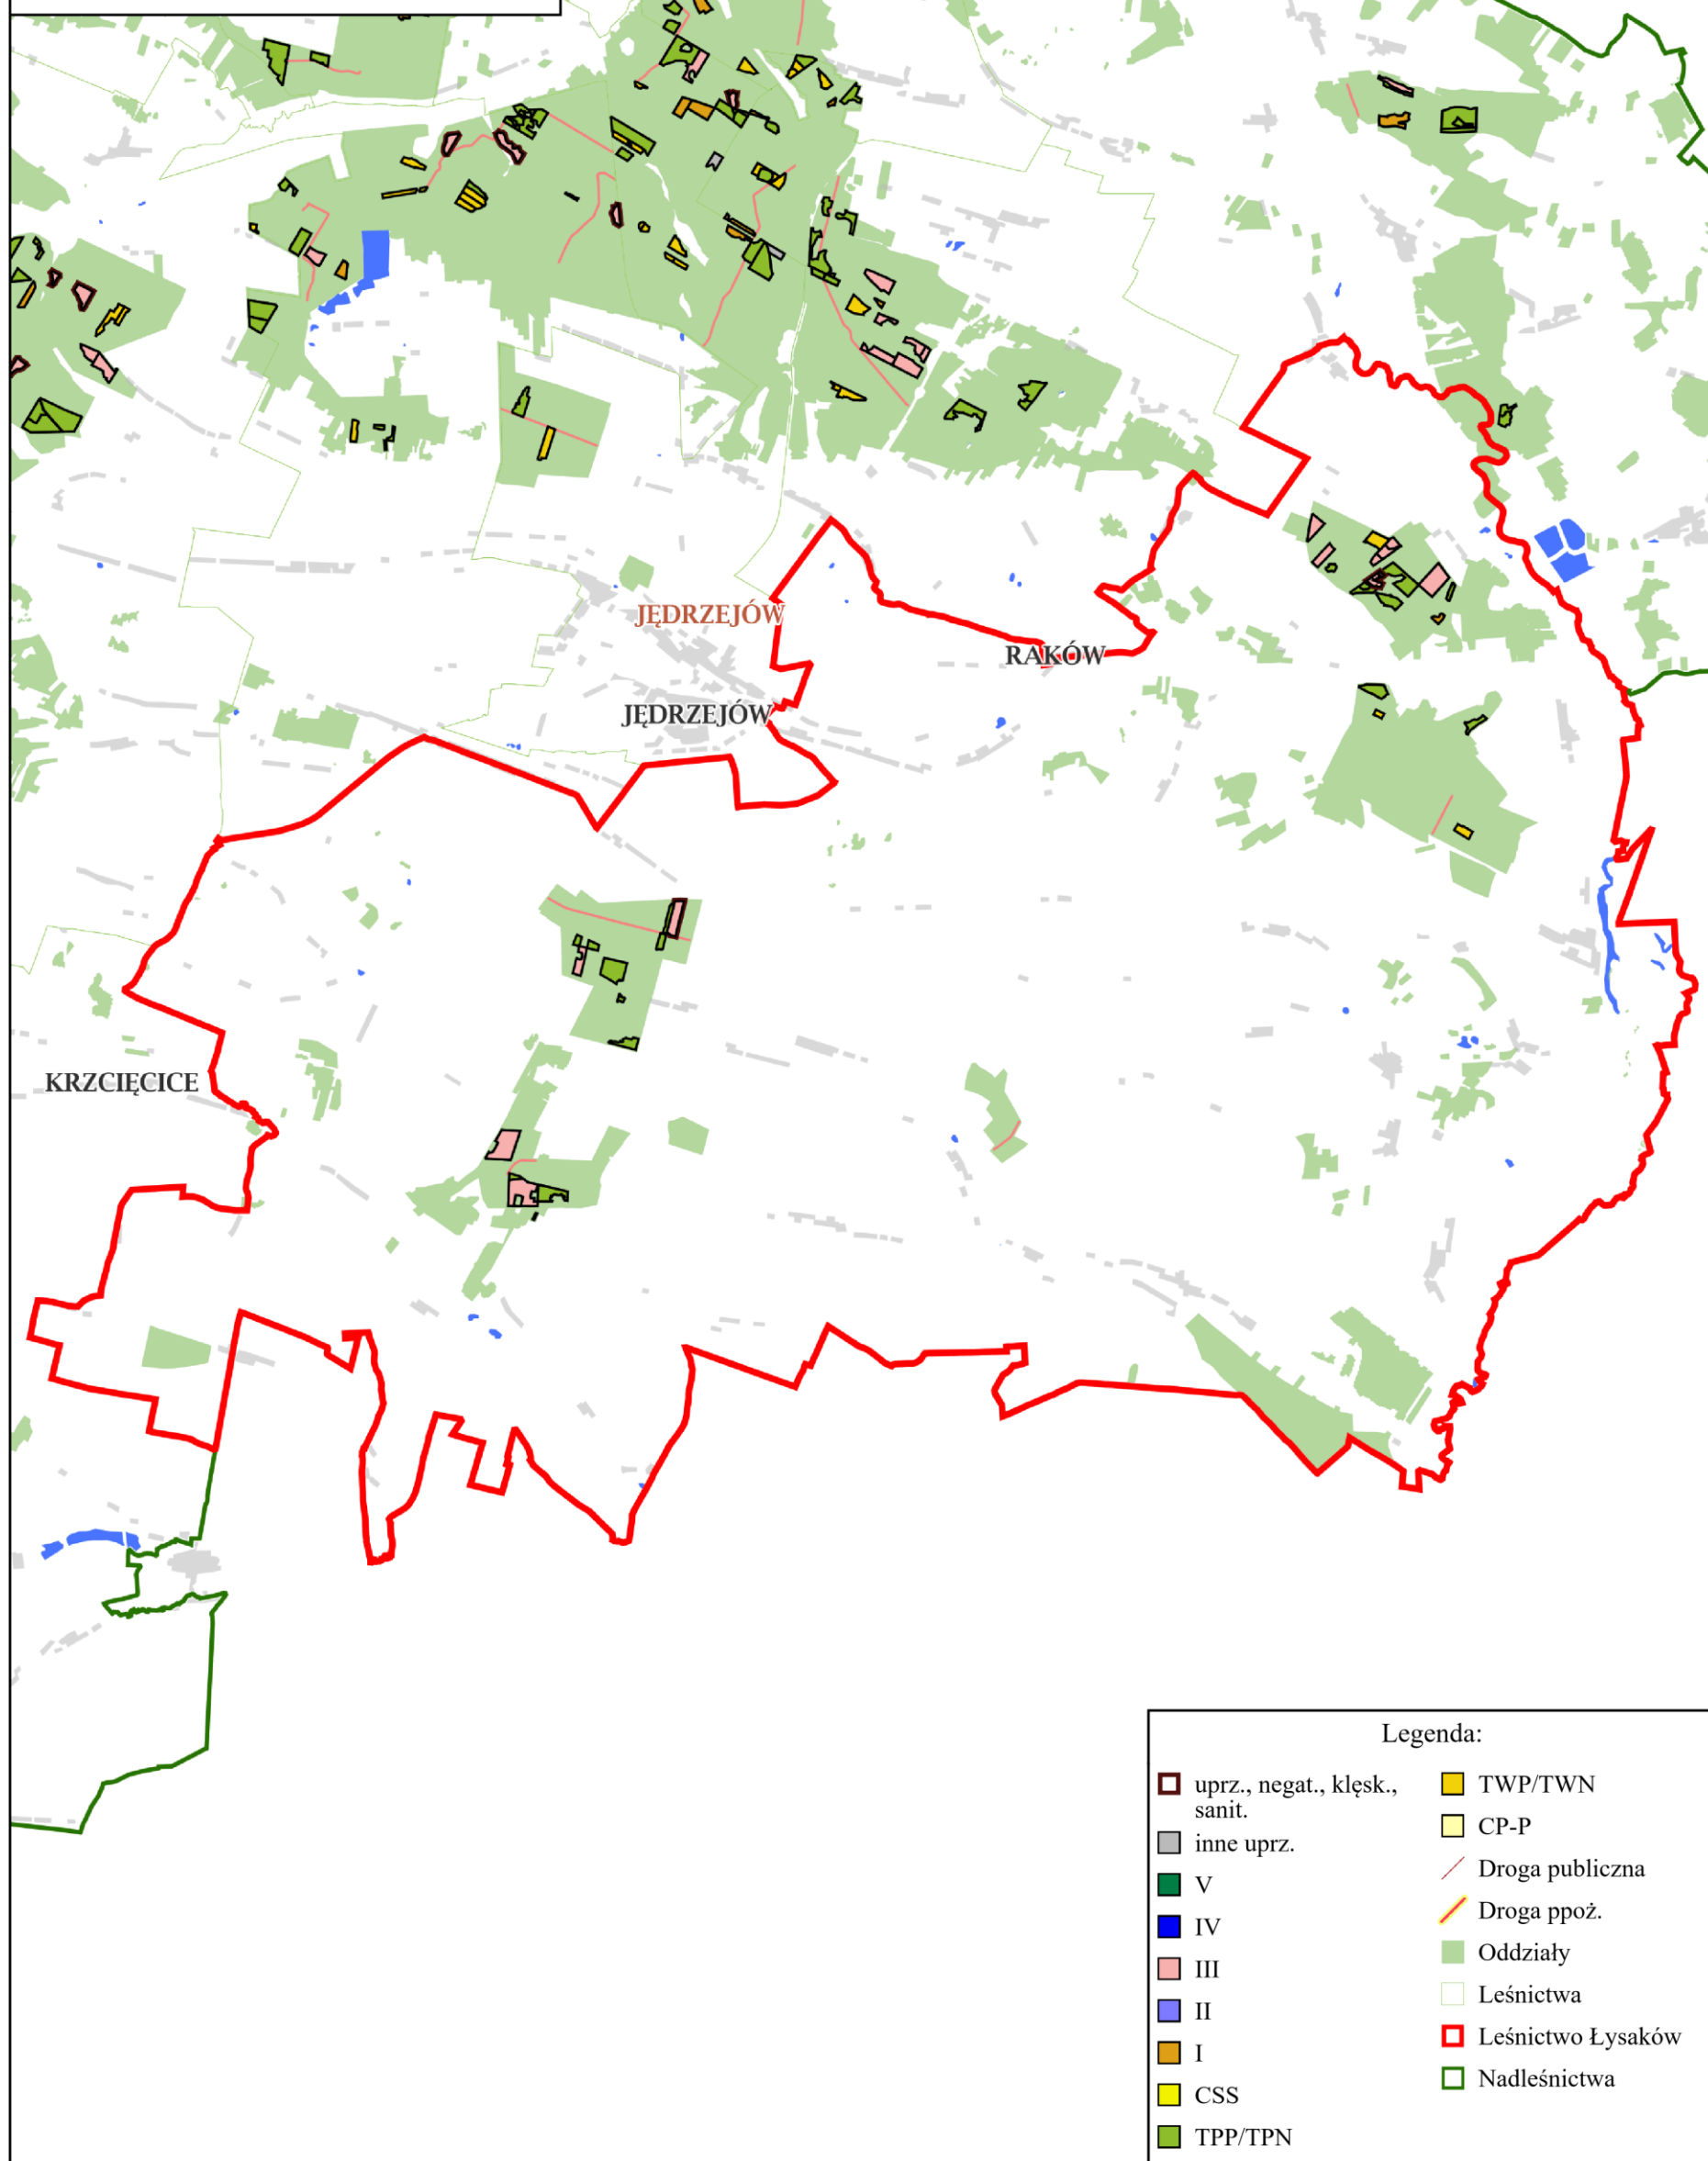 JĘDRZEJÓW
RAKÓW
JĘDRZEJÓW
KRZCIĘCICE
Legenda:
uprz., negat., klęsk.,
sanit.
inne uprz.
V
IV
III
II
I
CSS
TPP/TPN
TWP/TWN
CP-P
Droga publiczna
Droga ppoż.
Oddziały
Leśnictwa
Leśnictwo Łysaków
Nadleśnictwa